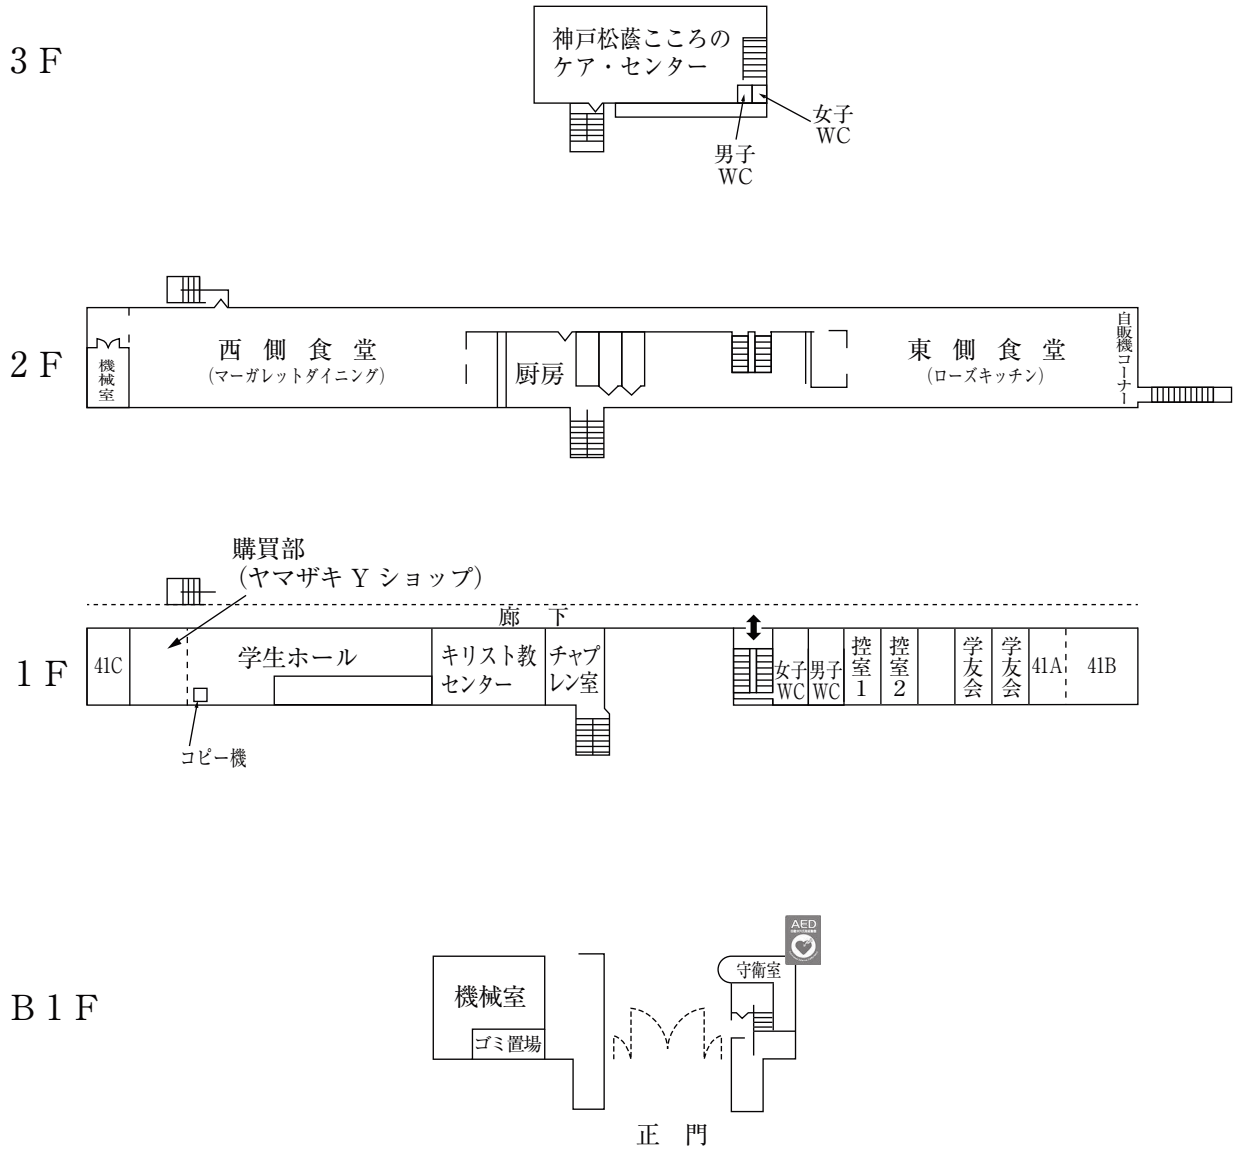 3 F
神戸松蔭こころの
ケア・センター
女子
WC
男子
WC
2 F
機械室
西側食堂
（マーガレットダイニング）
厨房
東側食堂
（ローズキッチン）
自販機コーナー
購買部
（ヤマザキ Y ショップ）
廊下
1 F
41C
学生ホール
キリスト教
センター
チャプ
レン室
女子
WC
男子
WC
控室1
控室2
学友会
学友会
41A
41B
コピー機
AED
守衛室
B 1 F
機械室
ゴミ置場
正門